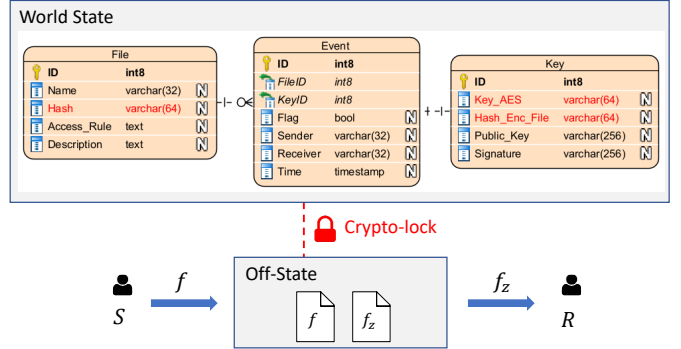 World State
File
ID int8
Name varchar(32) N
Hash varchar(64) N
Access_Rule text N
Description text N
Event
ID int8
FileID int8
KeyID int8
Flag bool N
Sender varchar(32) N
Receiver varchar(32) N
Time timestamp N
Key
ID int8
Key_AES varchar(64) N
Hash_Enc_File varchar(64) N
Public_Key varchar(256) N
Signature varchar(256) N
Crypto-lock
Off-State
S
f
f
fz
fz
R